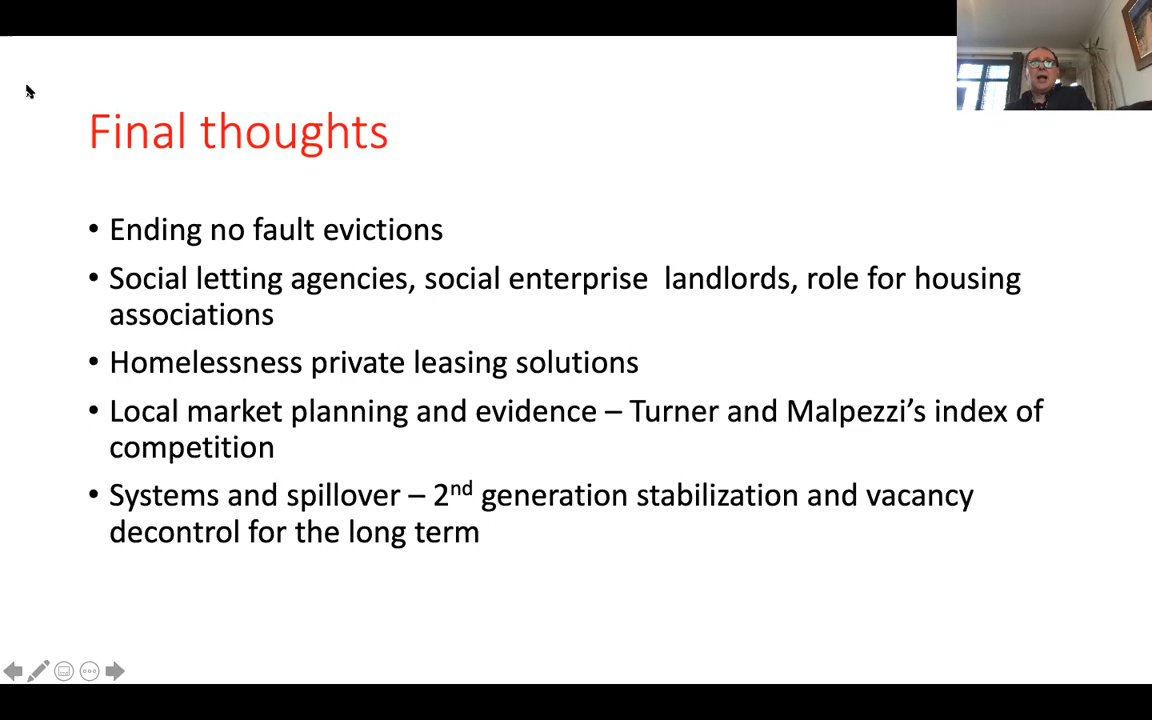 Final thoughts
• Ending no fault evictions
• Social letting agencies, social enterprise  landlords, role for housing
associations
• Homelessness private leasing solutions
• Local market planning and evidence – Turner and Malpezzi’s index of
competition
• Systems and spillover – 2nd generation stabilization and vacancy
decontrol for the long term